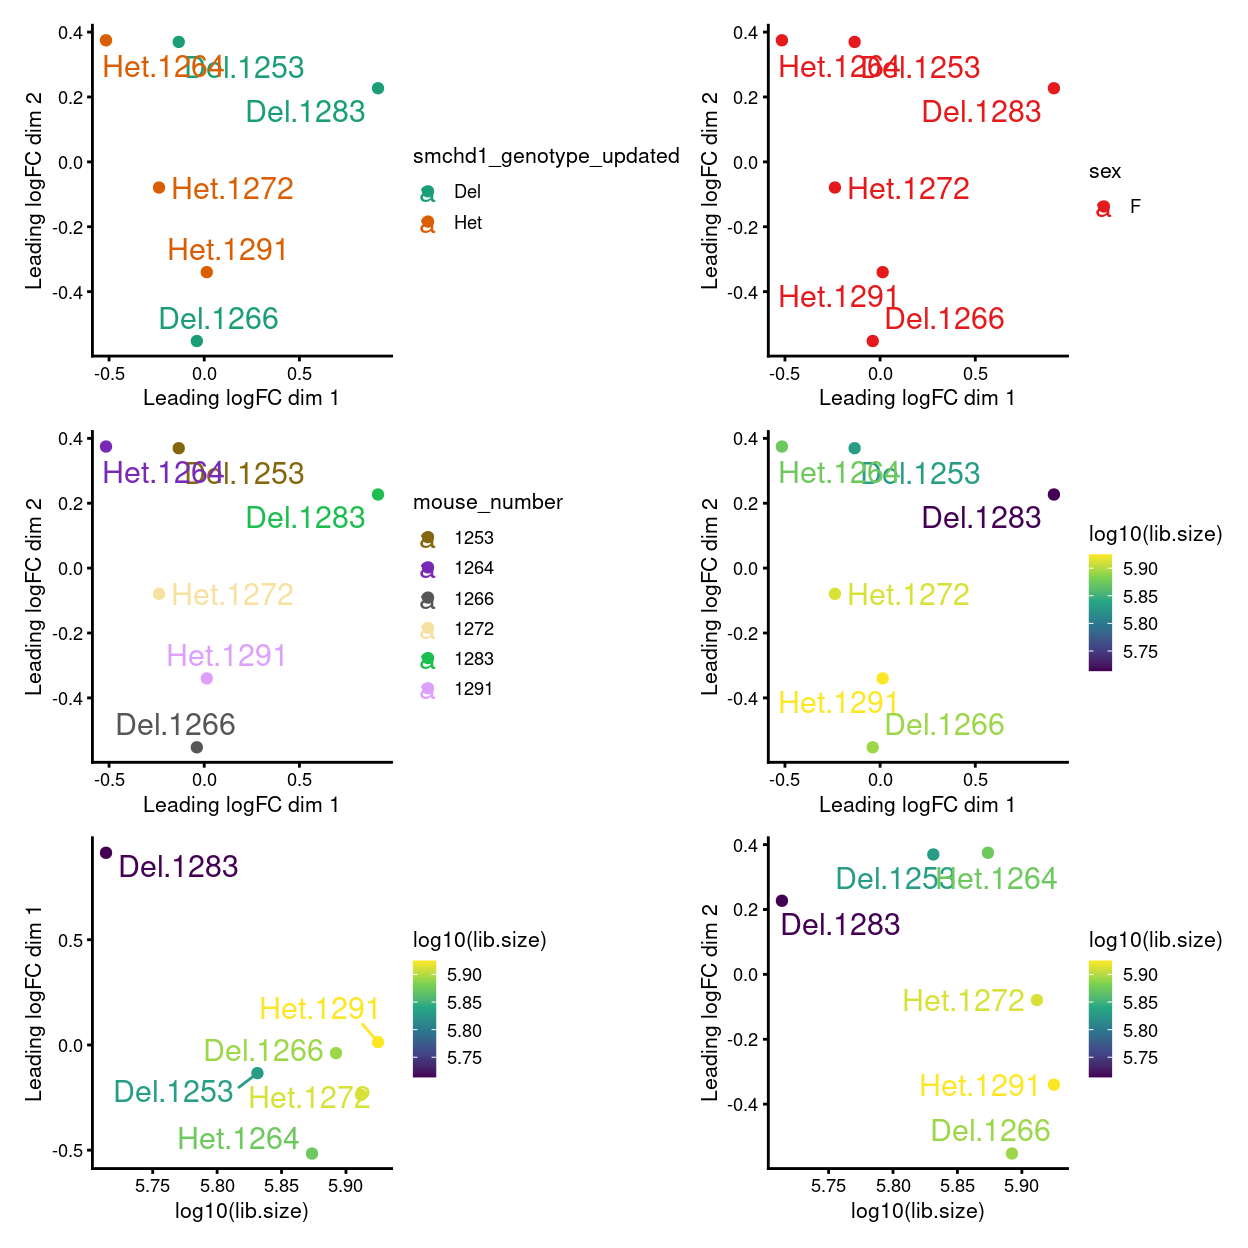 0.4
0.2
0.0
-0.2
-0.4
Leading logFC dim 2
Het.1264
Del.1253
Del.1283
Het.1272
Het.1291
Del.1266
-0.5 0.0 0.5
Leading logFC dim 1
smchd1_genotype_updated
a Del
a Het
0.4
0.2
0.0
-0.2
-0.4
Leading logFC dim 2
Het.1264
Del.1253
Del.1283
Het.1272
Het.1291
Del.1266
-0.5 0.0 0.5
Leading logFC dim 1
sex
a F
0.4
0.2
0.0
-0.2
-0.4
Leading logFC dim 2
Het.1264
Del.1253
Del.1283
Het.1272
Het.1291
Del.1266
-0.5 0.0 0.5
Leading logFC dim 1
mouse_number
a 1253
a 1264
a 1266
a 1272
a 1283
a 1291
0.4
0.2
0.0
-0.2
-0.4
Leading logFC dim 2
Het.1264
Del.1253
Del.1283
Het.1272
Het.1291
Del.1266
-0.5 0.0 0.5
Leading logFC dim 1
log10(lib.size)
5.90
5.85
5.80
5.75
0.5
0.0
-0.5
Leading logFC dim 1
Del.1283
Het.1291
Del.1266
Del.1253
Het.1272
Het.1264
5.75 5.80 5.85 5.90
log10(lib.size)
log10(lib.size)
5.90
5.85
5.80
5.75
0.4
0.2
0.0
-0.2
-0.4
Leading logFC dim 2
Del.1253
Het.1264
Del.1283
Het.1272
Het.1291
Del.1266
5.75 5.80 5.85 5.90
log10(lib.size)
log10(lib.size)
5.90
5.85
5.80
5.75